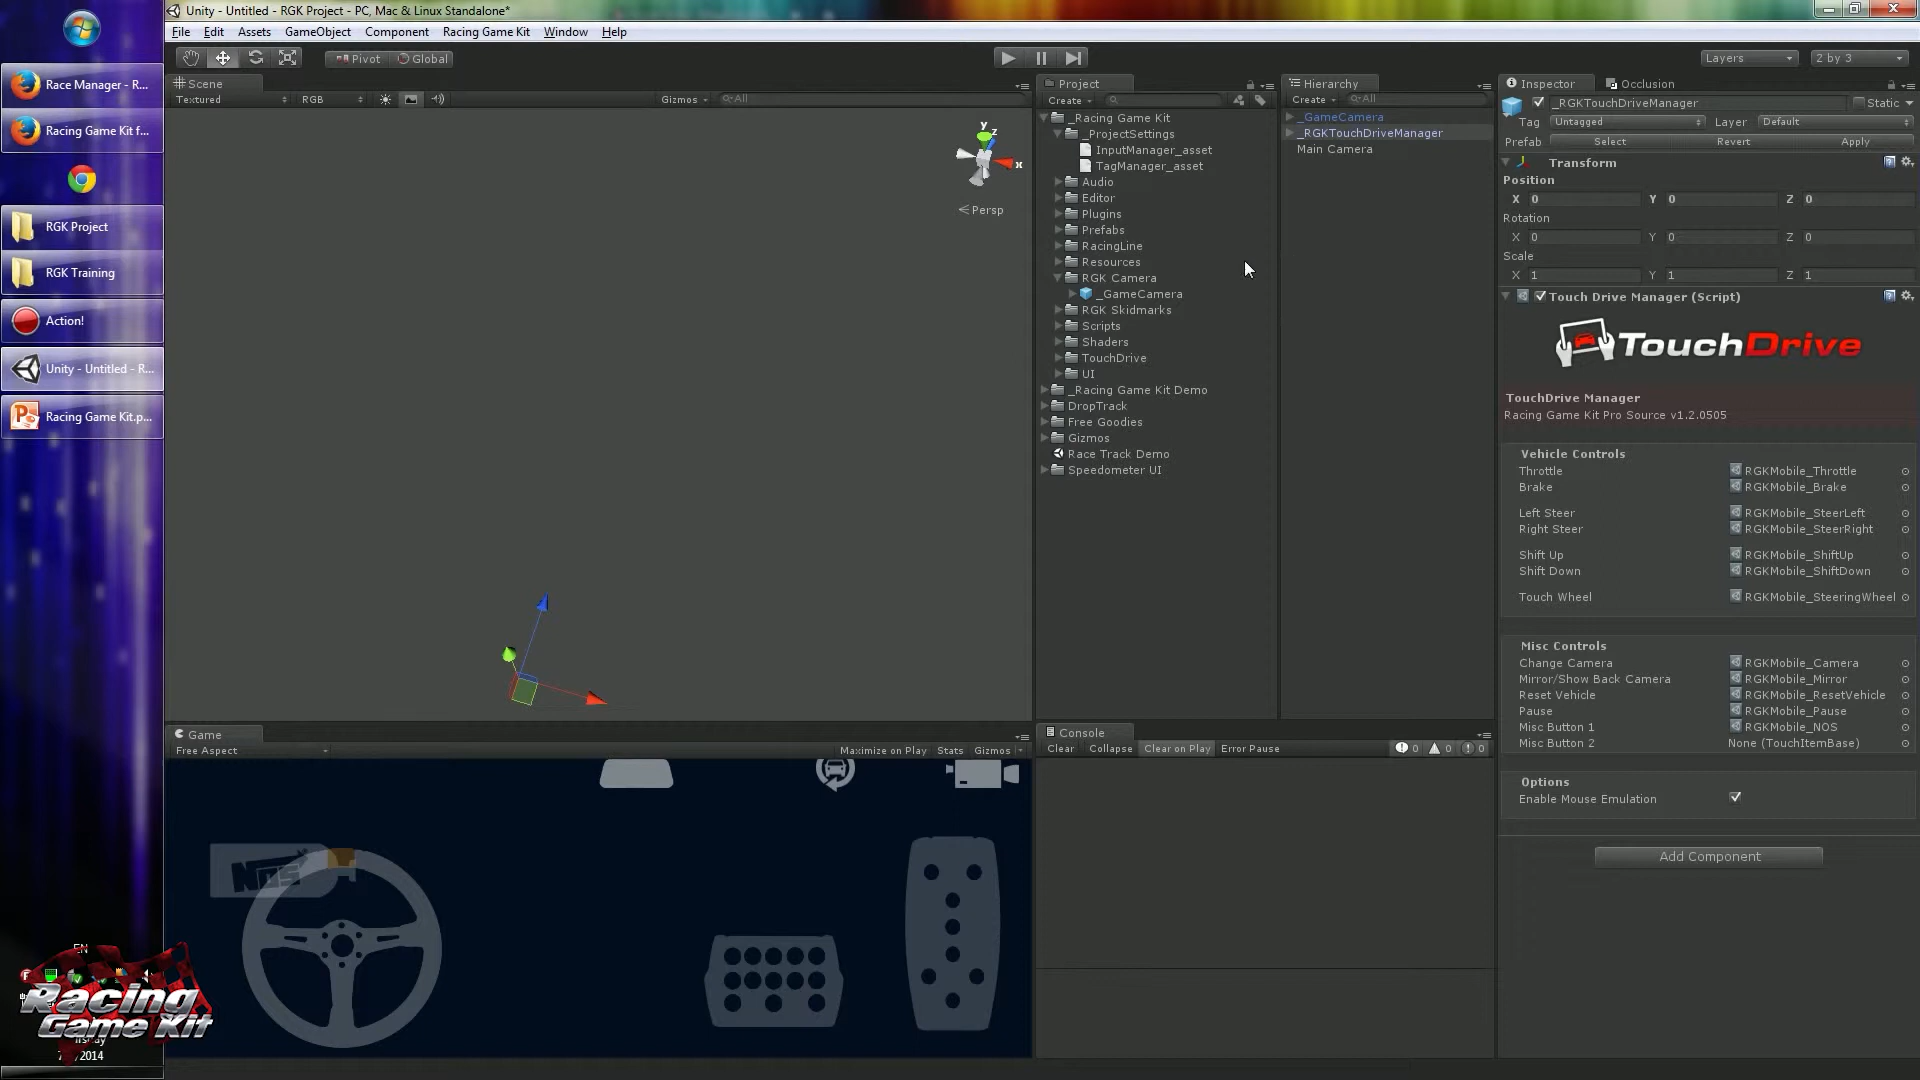 Unity - Untitled - RGK Project - PC, Mac & Linux Standalone*
File Edit Assets GameObject Component Racing Game Kit Window Help
Pivot Global
Layers
2 by 3
Race Manager - R...
Racing Game Kit f...
RGK Project
RGK Training
Action!
Unity - Untitled - R...
Racing Game Kit.p...
EN
Racing
Game Kit
Scene
Textured RGB Gizmos All
y
z
x
Persp
Game
Free Aspect Maximize on Play Stats Gizmos
NOS
Project
Create
_Racing Game Kit
_ProjectSettings
InputManager_asset
TagManager_asset
Audio
Editor
Plugins
Prefabs
RacingLine
Resources
RGK Camera
_GameCamera
RGK Skidmarks
Scripts
Shaders
TouchDrive
UI
_Racing Game Kit Demo
DropTrack
Free Goodies
Gizmos
Race Track Demo
Speedometer UI
Hierarchy
Create All
_GameCamera
_RGKTouchDriveManager
Main Camera
Console
Clear Collapse Clear on Play Error Pause 0 0 0
Inspector Occlusion
_RGKTouchDriveManager Static
Tag Untagged Layer Default
Prefab Select Revert Apply
Transform
Position
X 0 Y 0 Z 0
Rotation
X 0 Y 0 Z 0
Scale
X 1 Y 1 Z 1
Touch Drive Manager (Script)
TouchDrive
TouchDrive Manager
Racing Game Kit Pro Source v1.2.0505
Vehicle Controls
Throttle RGKMobile_Throttle
Brake RGKMobile_Brake
Left Steer RGKMobile_SteerLeft
Right Steer RGKMobile_SteerRight
Shift Up RGKMobile_ShiftUp
Shift Down RGKMobile_ShiftDown
Touch Wheel RGKMobile_SteeringWheel
Misc Controls
Change Camera RGKMobile_Camera
Mirror/Show Back Camera RGKMobile_Mirror
Reset Vehicle RGKMobile_ResetVehicle
Pause RGKMobile_Pause
Misc Button 1 RGKMobile_NOS
Misc Button 2 None (TouchItemBase)
Options
Enable Mouse Emulation
Add Component